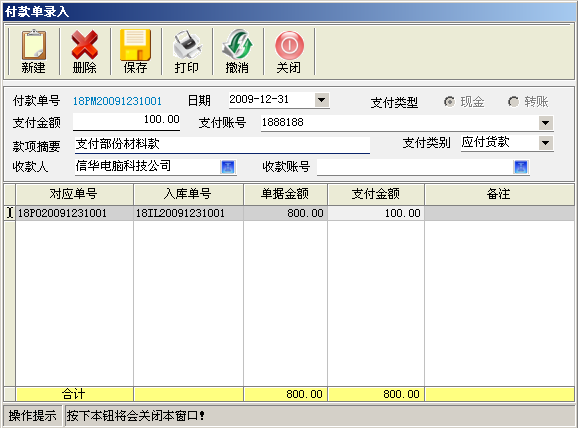 付款单录入
新建 删除 保存 打印 撤消 关闭
付款单号 18PM20091231001 日期 2009-12-31 支付类型 现金 转账
支付金额 100.00 支付账号 1888188
款项摘要 支付部份材料款 支付类别 应付货款
收款人 信华电脑科技公司 收款账号
对应单号 入库单号 单据金额 支付金额 备注
18PO20091231001 18IL20091231001 800.00 100.00
合计 800.00 800.00
操作提示 按下本钮将会关闭本窗口!